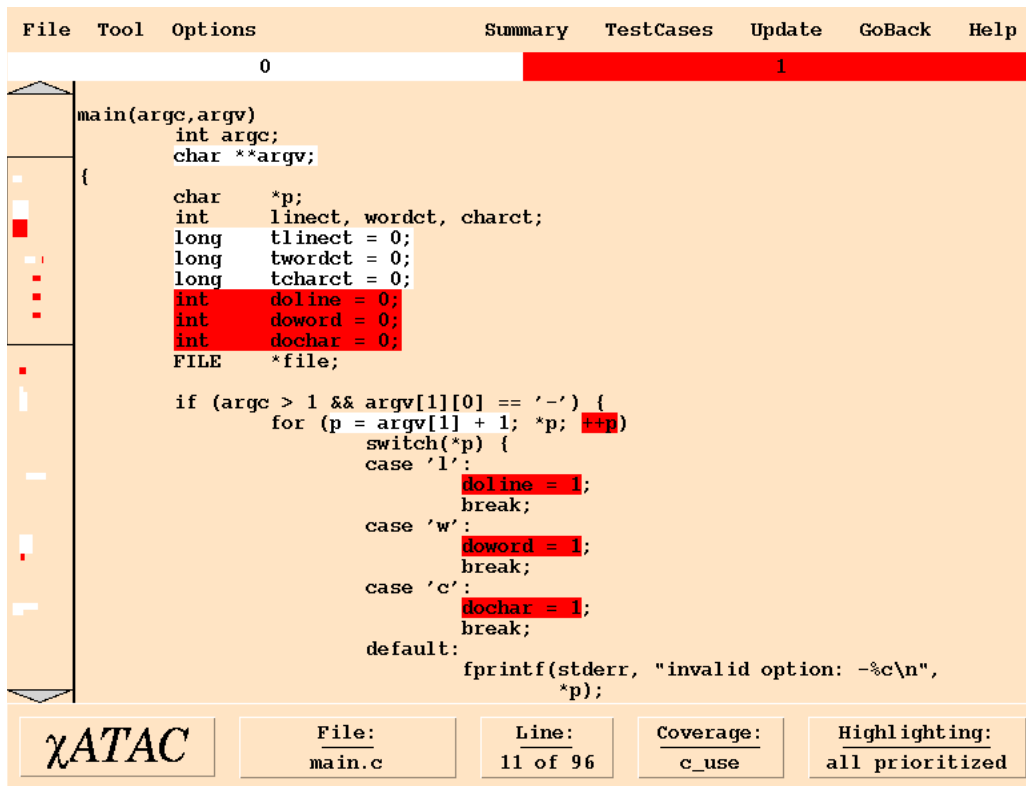 File Tool Options Summary TestCases Update GoBack Help
0 1
main(argc,argv)
int argc;
char **argv;
{
char *p;
int linect, wordct, charct;
long tlinect = 0;
long twordct = 0;
long tcharct = 0;
int doline = 0;
int doword = 0;
int dochar = 0;
FILE *file;
if (argc > 1 && argv[1][0] == '-') {
for (p = argv[1] + 1; *p; ++p)
switch(*p) {
case 'l':
doline = 1;
break;
case 'w':
doword = 1;
break;
case 'c':
dochar = 1;
break;
default:
fprintf(stderr, "invalid option: -%c\n",
*p);
χATAC File: Line: Coverage: Highlighting:
main.c 11 of 96 c_use all prioritized